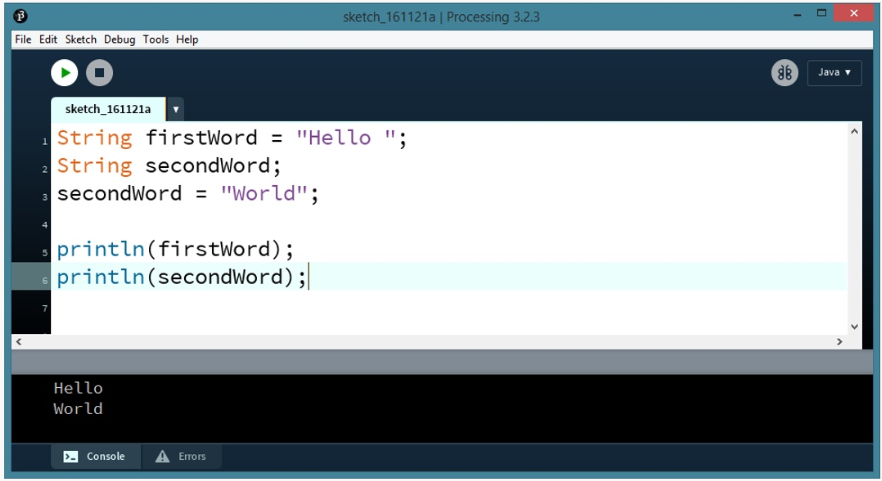 sketch_161121a | Processing 3.2.3
File Edit Sketch Debug Tools Help
Java ▾
sketch_161121a ▾
1 String firstWord = "Hello ";
2 String secondWord;
3 secondWord = "World";
4
5 println(firstWord);
6 println(secondWord);
7
Hello
World
Console Errors